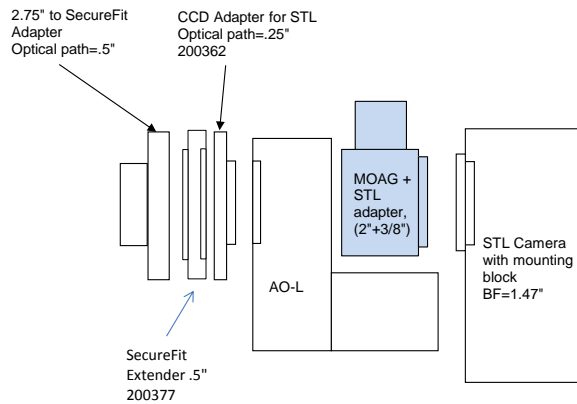 2.75" to SecureFit
Adapter
Optical path=.5"
CCD Adapter for STL
Optical path=.25"
200362
MOAG +
STL
adapter,
(2"+3/8")
STL Camera
with mounting
block
BF=1.47"
AO-L
SecureFit
Extender .5"
200377